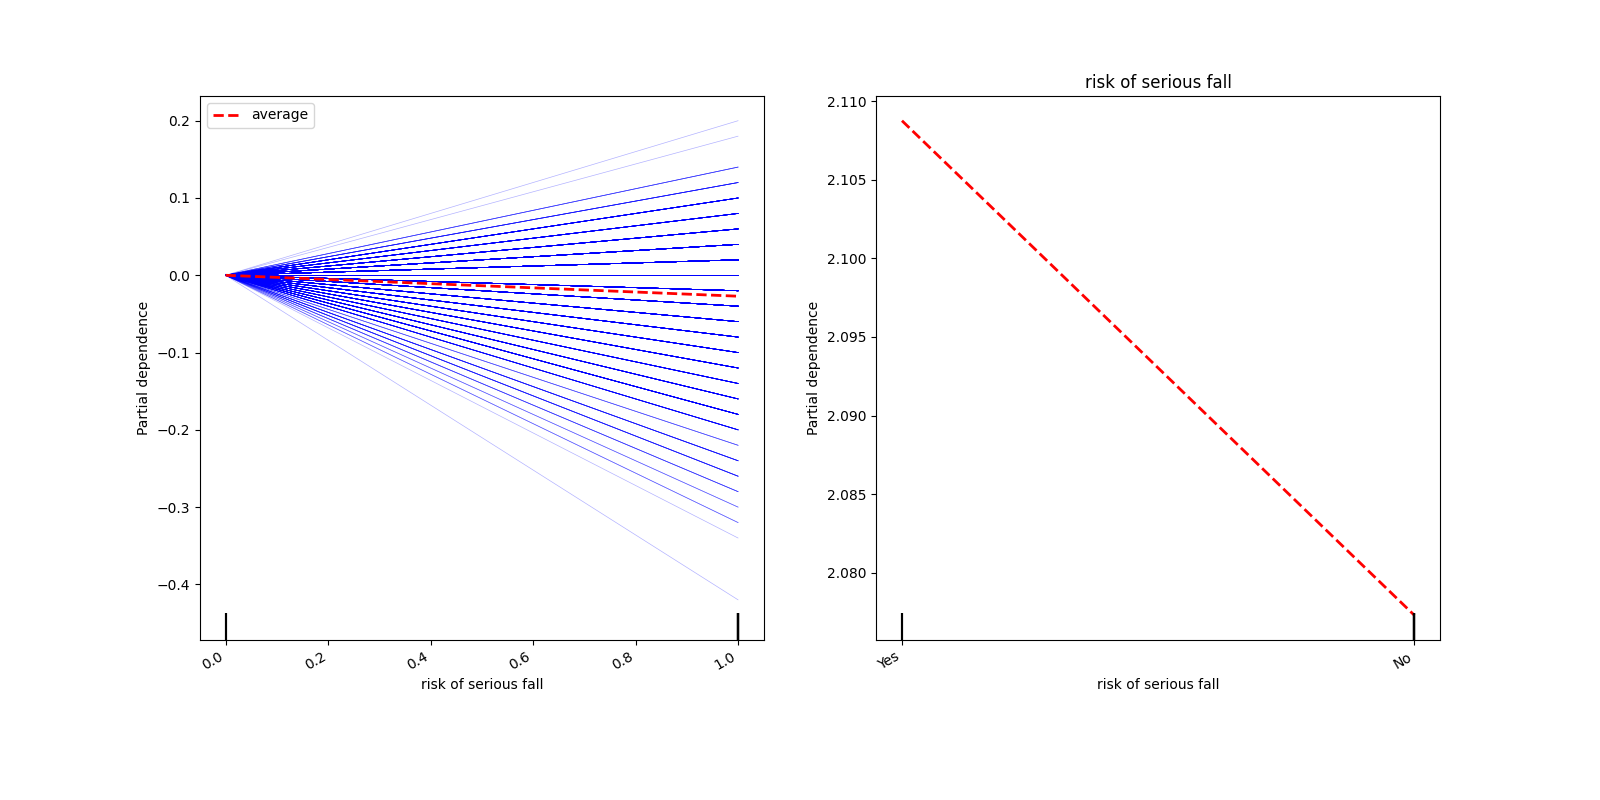 average
0.2
0.1
0.0
−0.1
−0.2
−0.3
−0.4
Partial dependence
0.0
0.2
0.4
0.6
0.8
1.0
risk of serious fall
risk of serious fall
2.110
2.105
2.100
2.095
2.090
2.085
2.080
Partial dependence
Yes
No
risk of serious fall